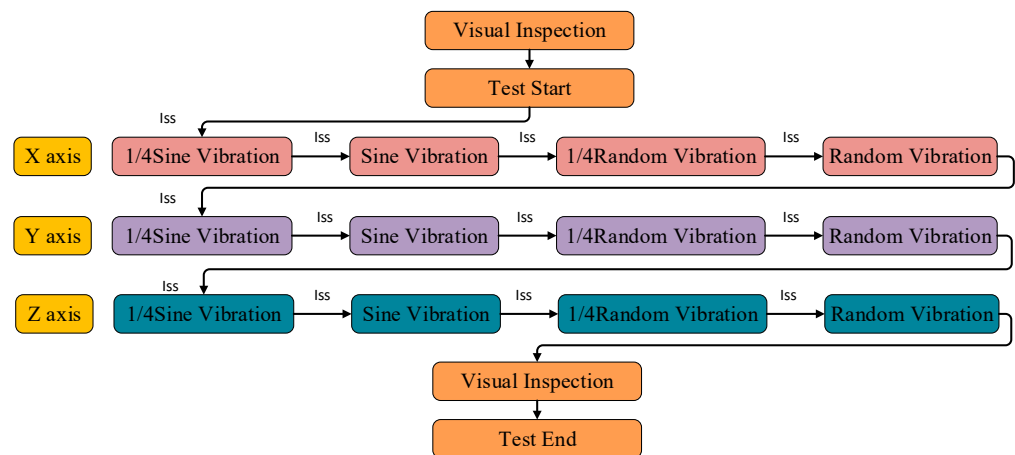 Visual Inspection
Test Start
Iss
Iss
Iss
Iss
X axis
1/4Sine Vibration
Sine Vibration
1/4Random Vibration
Random Vibration
Iss
Iss
Iss
Iss
Y axis
1/4Sine Vibration
Sine Vibration
1/4Random Vibration
Random Vibration
Iss
Iss
Iss
Iss
Z axis
1/4Sine Vibration
Sine Vibration
1/4Random Vibration
Random Vibration
Visual Inspection
Test End